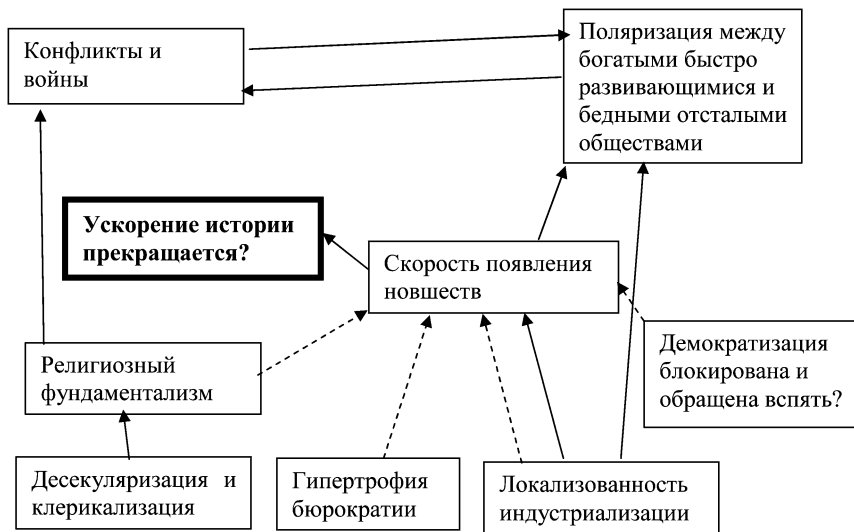 Конфликты и
войны
Поляризация между
богатыми быстро
развивающимися и
бедными отсталыми
обществами
Ускорение истории
прекращается?
Скорость появления
новшеств
Демократизация
блокирована и
обращена вспять?
Религиозный
фундаментализм
Десекуляризация и
клерикализация
Гипертрофия
бюрократии
Локализованность
индустриализации